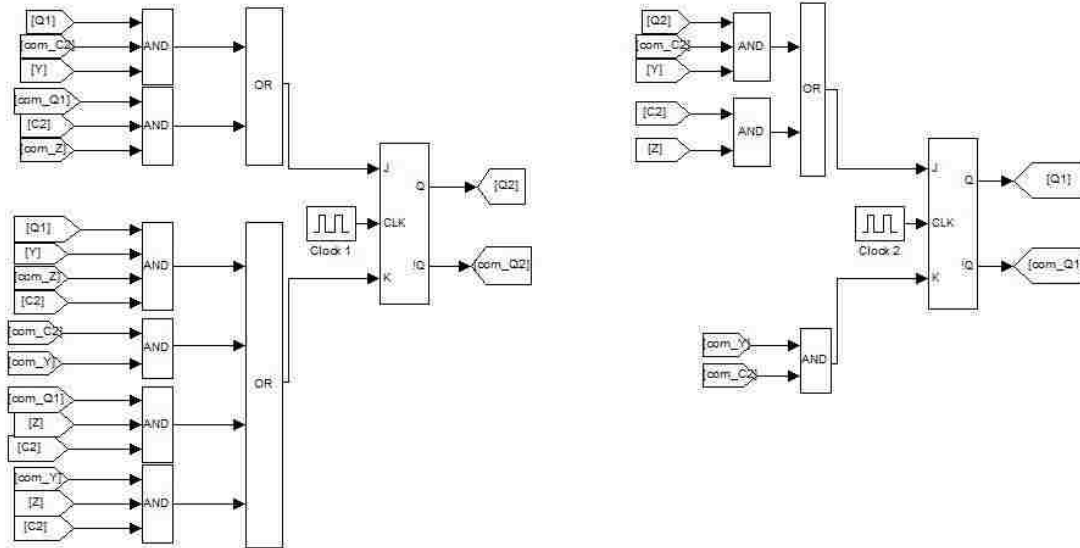 [Q1]
[com_C2]
[Y]
AND
[com_Q1]
[C2]
[com_Z]
AND
OR
[Q1]
[Y]
[com_Z]
[C2]
AND
[com_C2]
[com_Y]
AND
[com_Q1]
[Z]
[C2]
AND
[com_Y]
[Z]
[C2]
AND
OR
Clock 1
J
CLK
K
Q
!Q
[Q2]
[com_Q2]
[Q2]
[com_C2]
[Y]
AND
[C2]
[Z]
AND
OR
[com_Y]
[com_C2]
AND
Clock 2
J
CLK
K
Q
!Q
[Q1]
[com_Q1